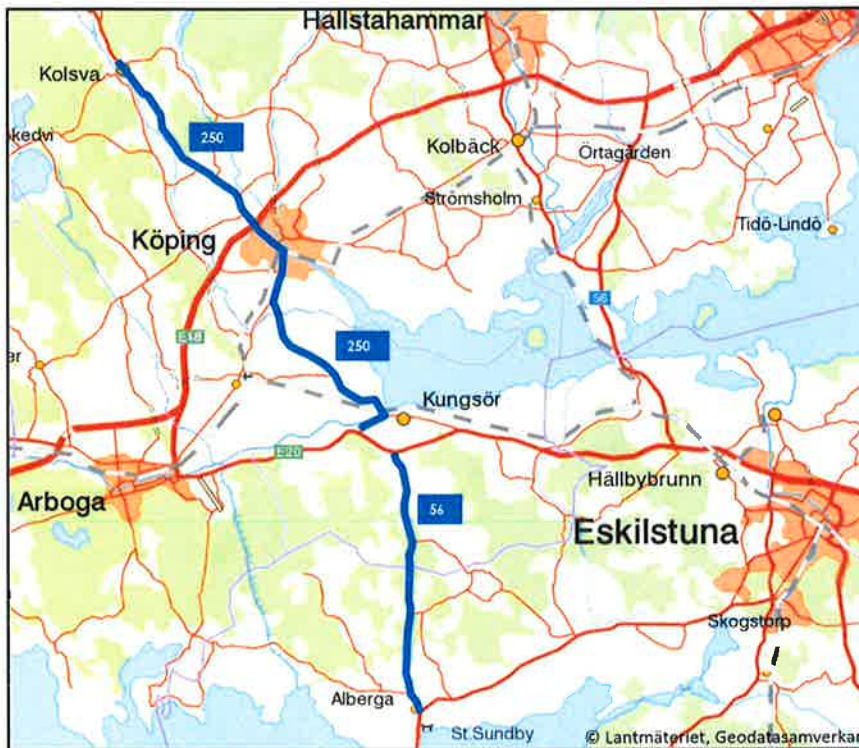 Hallstahammar
Kolsva
kedvi
250
Kolbäck
Örtagården
Strömsholm
Tidö-Lindö
Köping
56
E18
er
250
Kungsör
E20
Hällbybrunn
Arboga
56
Eskilstuna
Skogstorp
Alberga
St Sundby
© Lantmäteriet, Geodatasamverkan